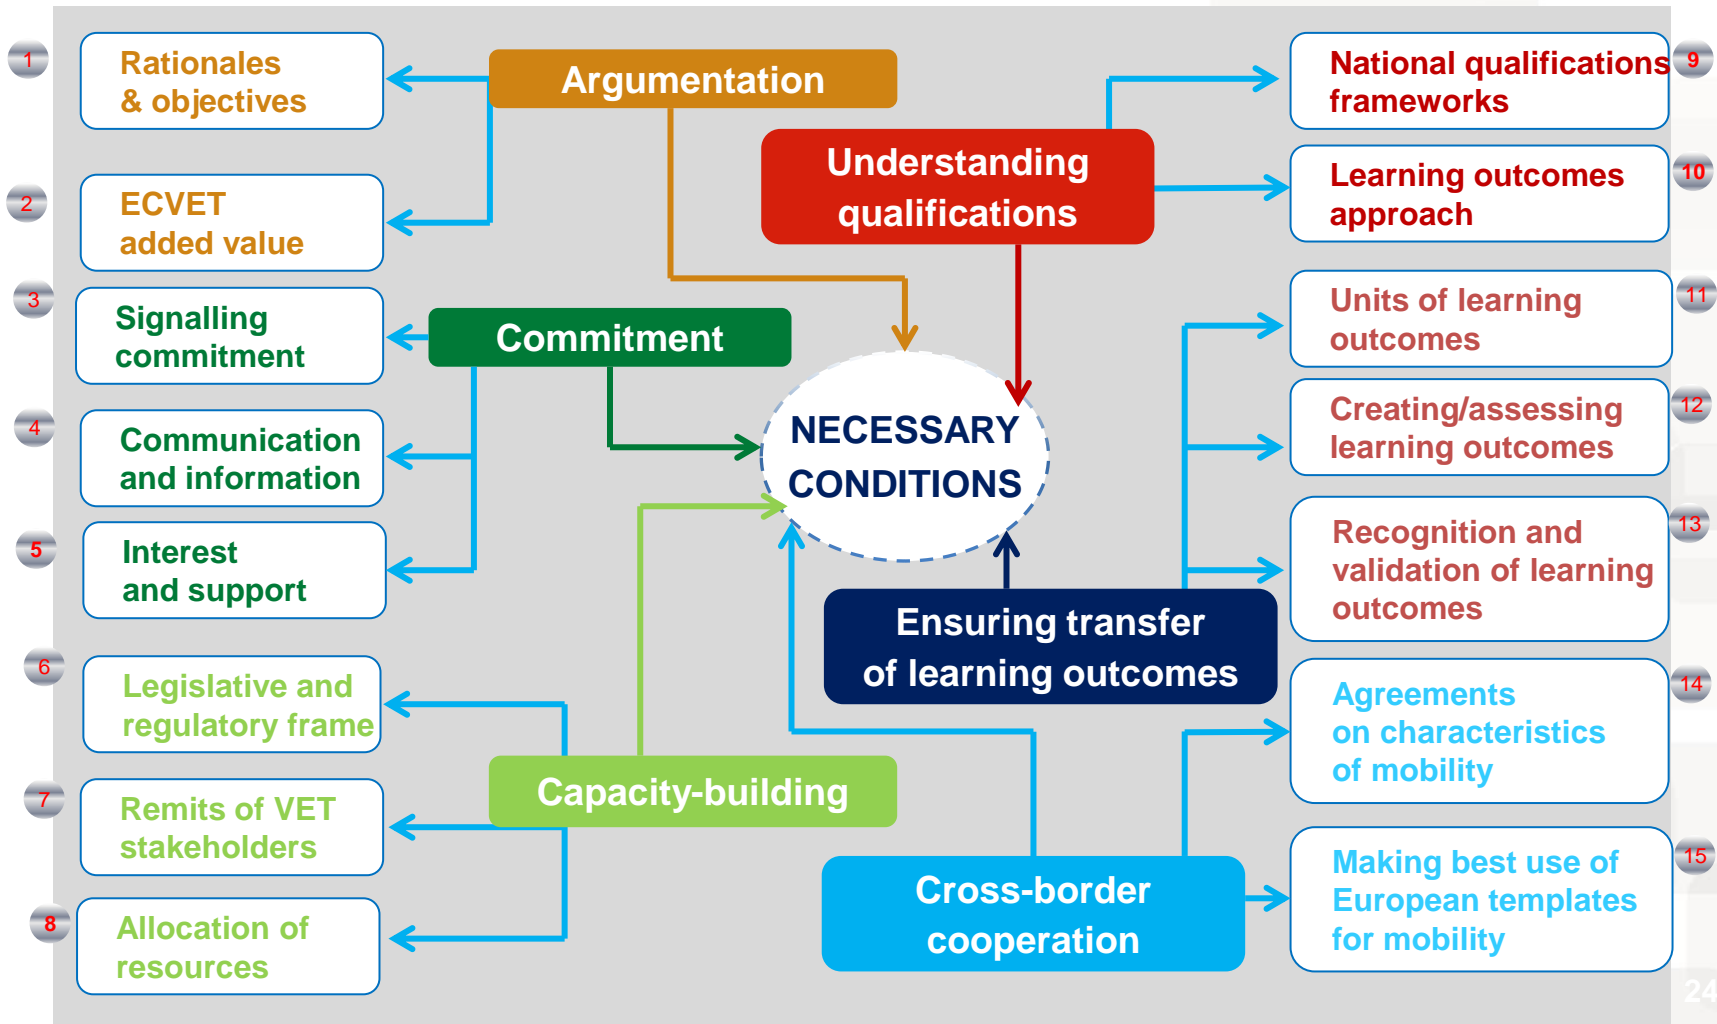 1
Rationales
& objectives
2
ECVET
added value
3
Signalling
commitment
4
Communication
and information
5
Interest
and support
6
Legislative and
regulatory frame
7
Remits of VET
stakeholders
8
Allocation of
resources
Argumentation
Understanding
qualifications
Commitment
NECESSARY
CONDITIONS
Ensuring transfer
of learning outcomes
Capacity-building
Cross-border
cooperation
National qualifications
frameworks
9
Learning outcomes
approach
10
Units of learning
outcomes
11
Creating/assessing
learning outcomes
12
Recognition and
validation of learning
outcomes
13
Agreements
on characteristics
of mobility
14
Making best use of
European templates
for mobility
15
24